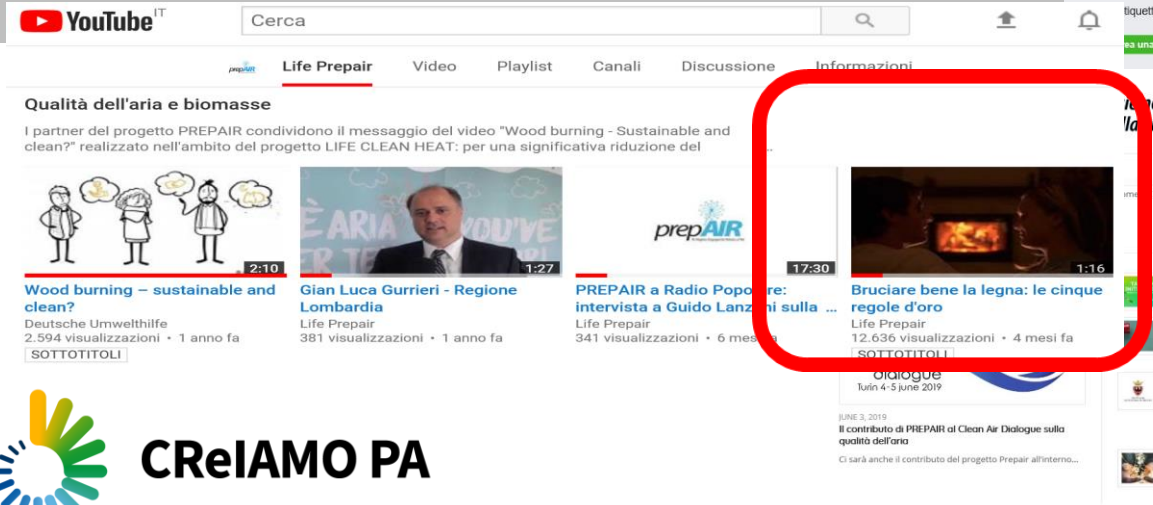 YouTube IT
Cerca
tiquett
ea una
prepAIR
Life Prepair
Video
Playlist
Canali
Discussione
Informazioni
Qualità dell'aria e biomasse
I partner del progetto PREPAIR condividono il messaggio del video "Wood burning - Sustainable and
clean?" realizzato nell'ambito del progetto LIFE CLEAN HEAT: per una significativa riduzione del ...
2:10
1:27
prepAIR
17:30
1:16
Wood burning – sustainable and
clean?
Deutsche Umwelthilfe
2.594 visualizzazioni • 1 anno fa
SOTTOTITOLI
Gian Luca Gurrieri - Regione
Lombardia
Life Prepair
381 visualizzazioni • 1 anno fa
PREPAIR a Radio
intervista a Guido sulla ...
Life Prepair
341 visualizzazioni • 6 mesi fa
Bruciare bene la legna: le cinque
regole d'oro
Life Prepair
12.636 visualizzazioni • 4 mesi fa
SOTTOTITOLI
dialogue
Turin 4-5 june 2019
JUNE 3, 2019
Il contributo di PREPAIR al Clean Air Dialogue sulla
qualità dell'aria
Ci sarà anche il contributo del progetto Prepair all'interno...
CReIAMO PA